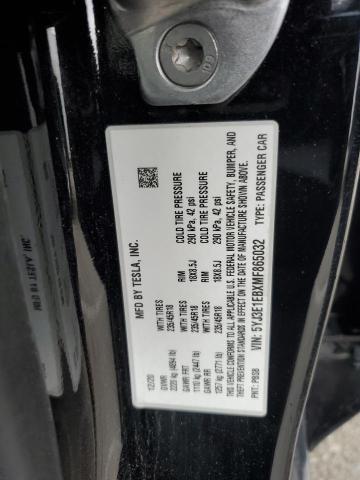 MFD BY TESLA, INC.
12/20
GVWR WITH TIRES RIM COLD TIRE PRESSURE
2220 kg (4894 lb) 235/45R18 18X8.5J 290 kPa, 42 psi
GAWR FRT WITH TIRES RIM COLD TIRE PRESSURE
1110 kg (2447 lb) 235/45R18 18X8.5J 290 kPa, 42 psi
GAWR RR
1257 kg (2771 lb)
THIS VEHICLE CONFORMS TO ALL APPLICABLE U.S. FEDERAL MOTOR VEHICLE SAFETY, BUMPER, AND
THEFT PREVENTION STANDARDS IN EFFECT ON THE DATE OF MANUFACTURE SHOWN ABOVE.
VIN: 5YJ3E1EBXMF865032 TYPE: PASSENGER CAR
PNT: PBSB